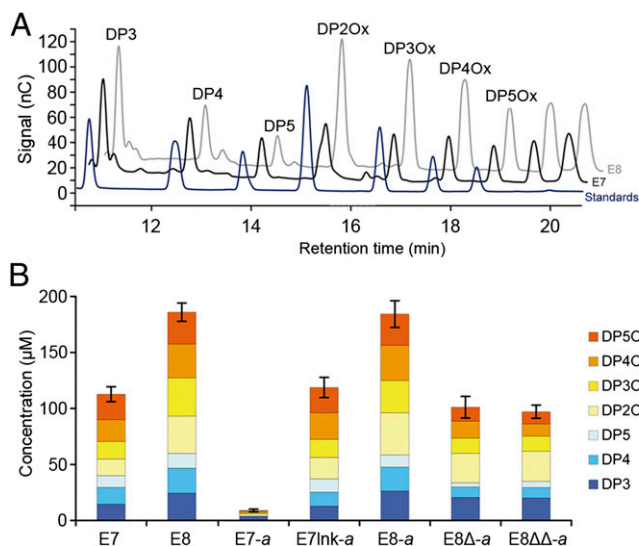 A
DP3
DP4
DP5
DP2Ox
DP3Ox
DP4Ox
DP5Ox
Signal (nC)
120
100
80
60
40
20
0
E8
E7
Standards
12
14
16
18
20
Retention time (min)
B
Concentration (µM)
200
150
100
50
0
DP5O
DP4O
DP3O
DP2O
DP5
DP4
DP3
E7
E8
E7-a
E7lnk-a
E8-a
E8Δ-a
E8ΔΔ-a